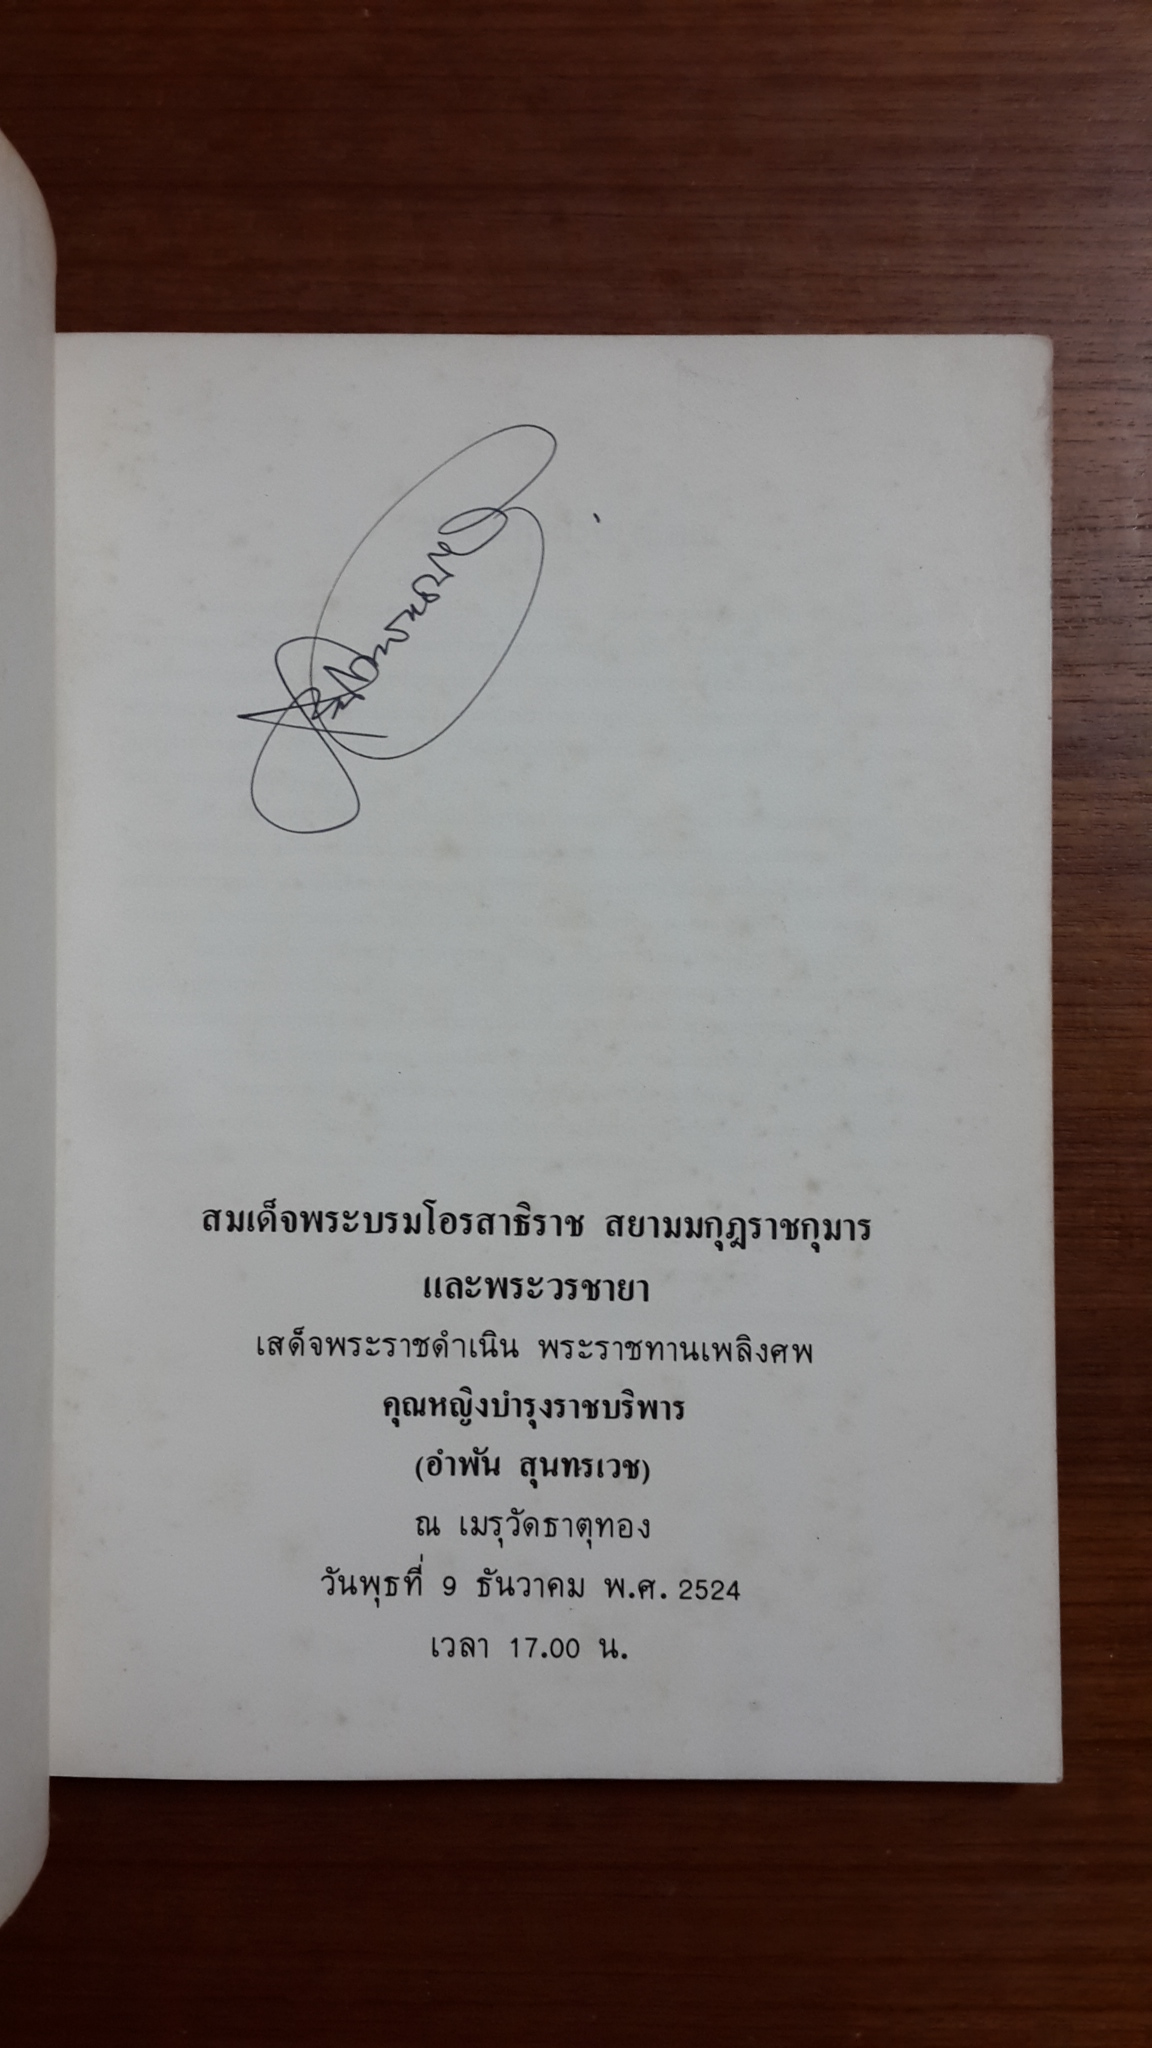 สมเด็จพระบรมโอรสาธิราช สยามมกุฎราชกุมาร
และพระวรชายา
เสด็จพระราชดำเนิน พระราชทานเพลิงศพ
คุณหญิงบำรุงราชบริพาร
(อำพัน สุนทรเวช)
ณ เมรุวัดธาตุทอง
วันพุธที่ 9 ธันวาคม พ.ศ. 2524
เวลา 17.00 น.